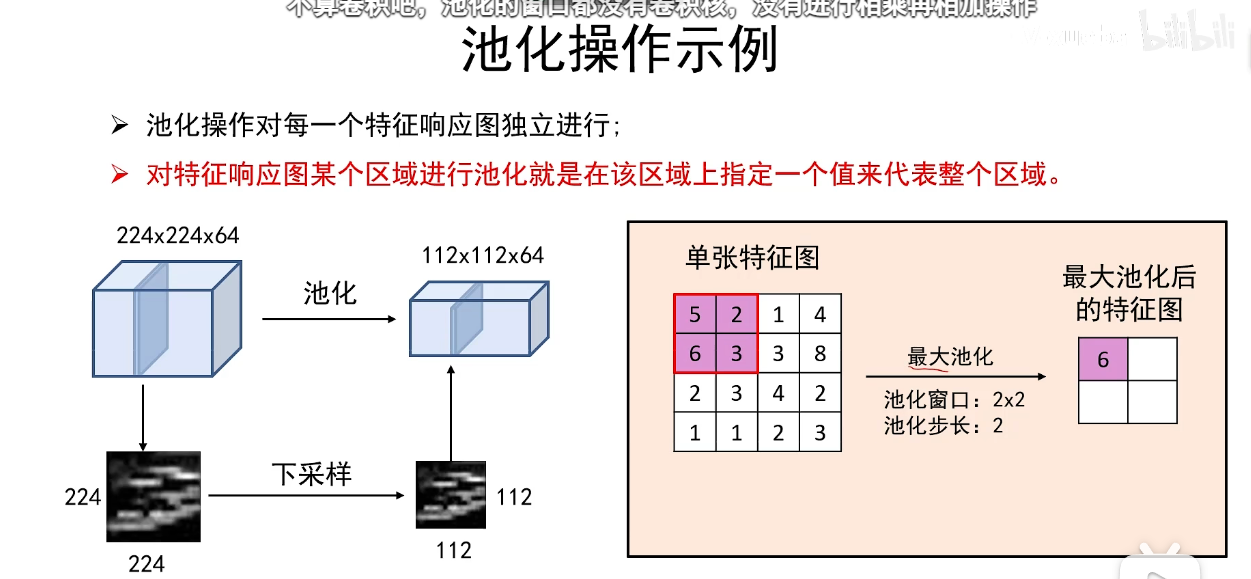 不算卷积吧，池化的窗口都没有卷积核，没有进行相乘再相加操作
bilibili
池化操作示例
➢ 池化操作对每一个特征响应图独立进行；
➢ 对特征响应图某个区域进行池化就是在该区域上指定一个值来代表整个区域。
224x224x64
池化
112x112x64
224
224
下采样
112
112
单张特征图
5 2 1 4
6 3 3 8
2 3 4 2
1 1 2 3
最大池化
池化窗口：2x2
池化步长：2
最大池化后
的特征图
6